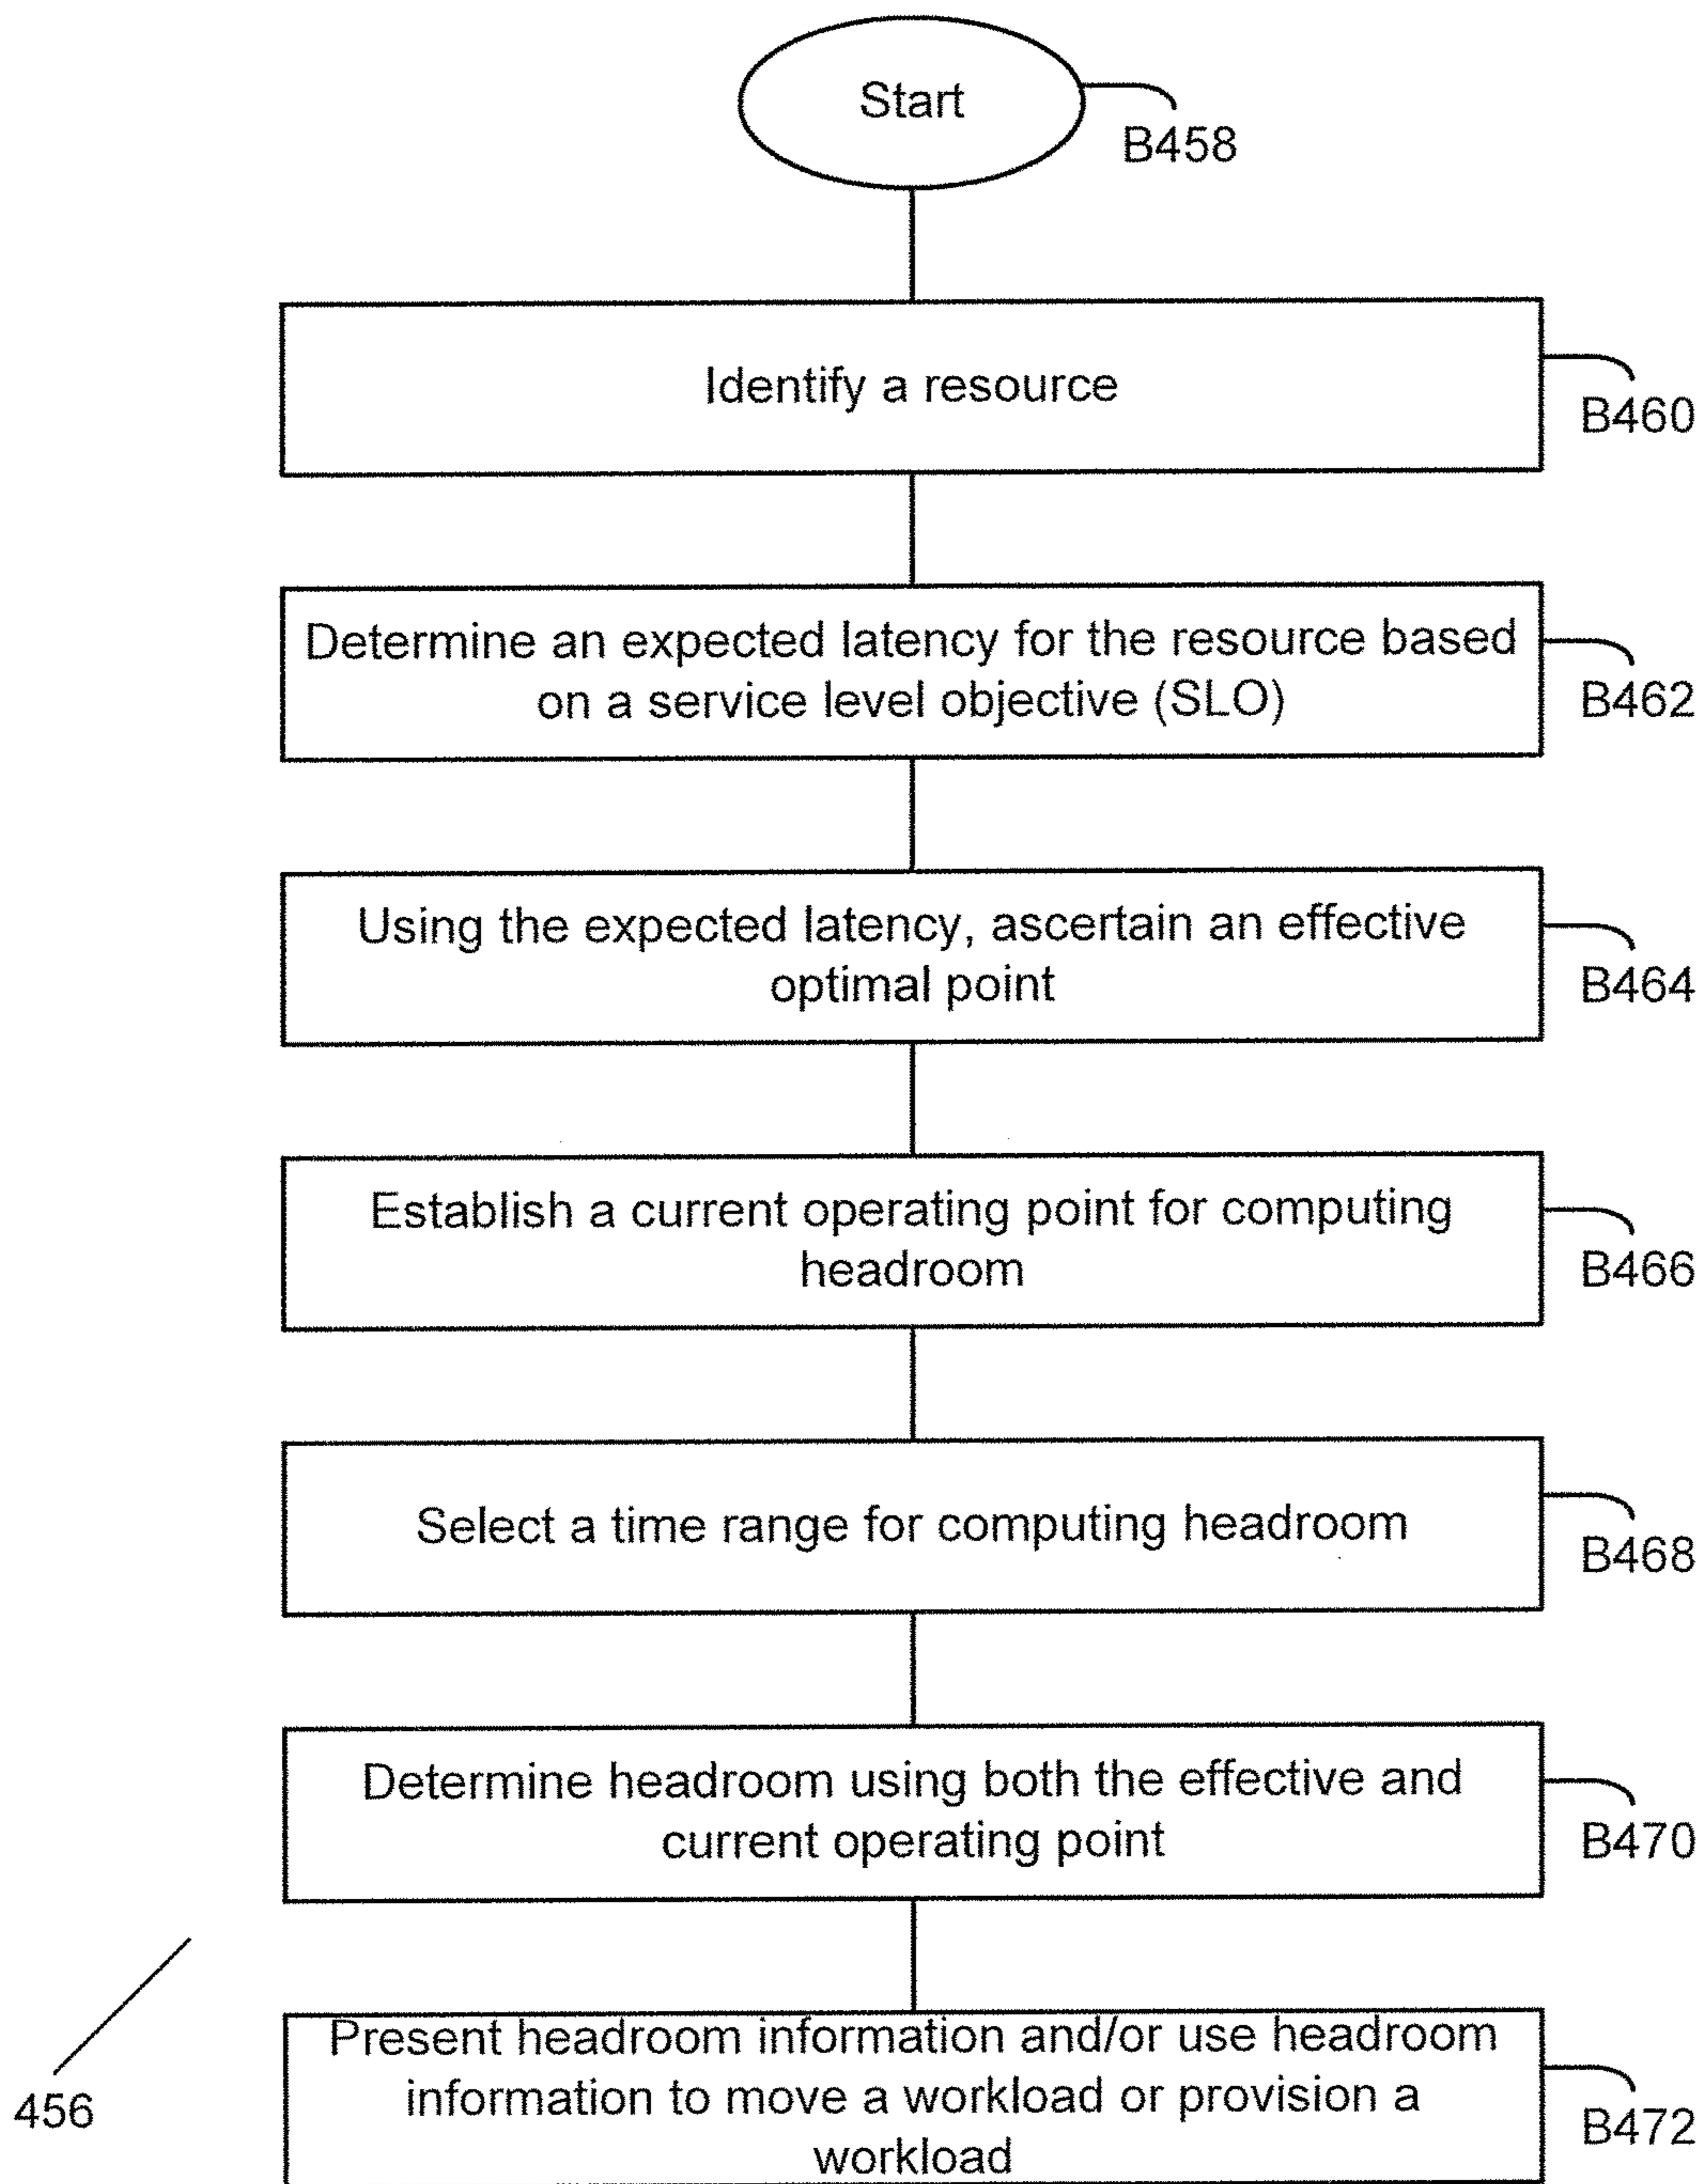 Start
B458
Identify a resource
B460
Determine an expected latency for the resource based
on a service level objective (SLO)
B462
Using the expected latency, ascertain an effective
optimal point
B464
Establish a current operating point for computing
headroom
B466
Select a time range for computing headroom
B468
Determine headroom using both the effective and
current operating point
B470
Present headroom information and/or use headroom
information to move a workload or provision a
workload
B472
456